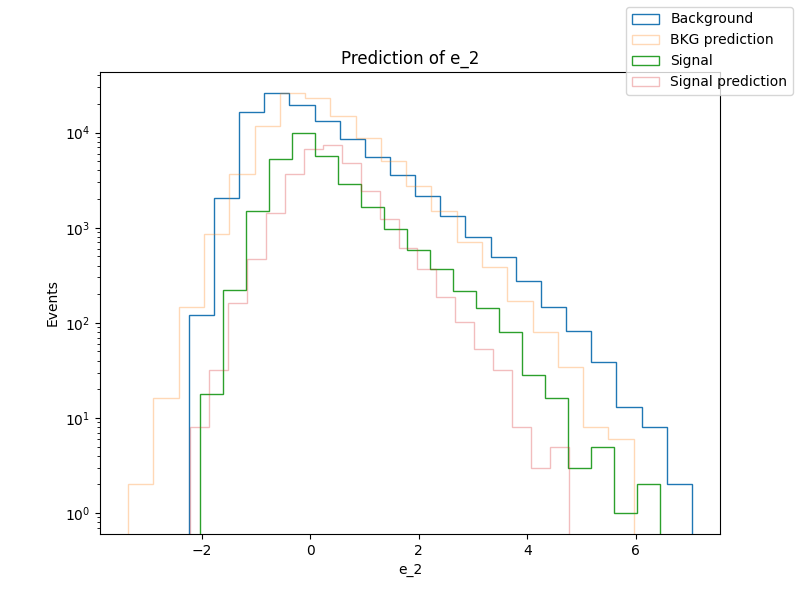 Prediction of e_2
Background
BKG prediction
Signal
Signal prediction
Events
10⁴
10³
10²
10¹
10⁰
−2
0
2
4
6
e_2